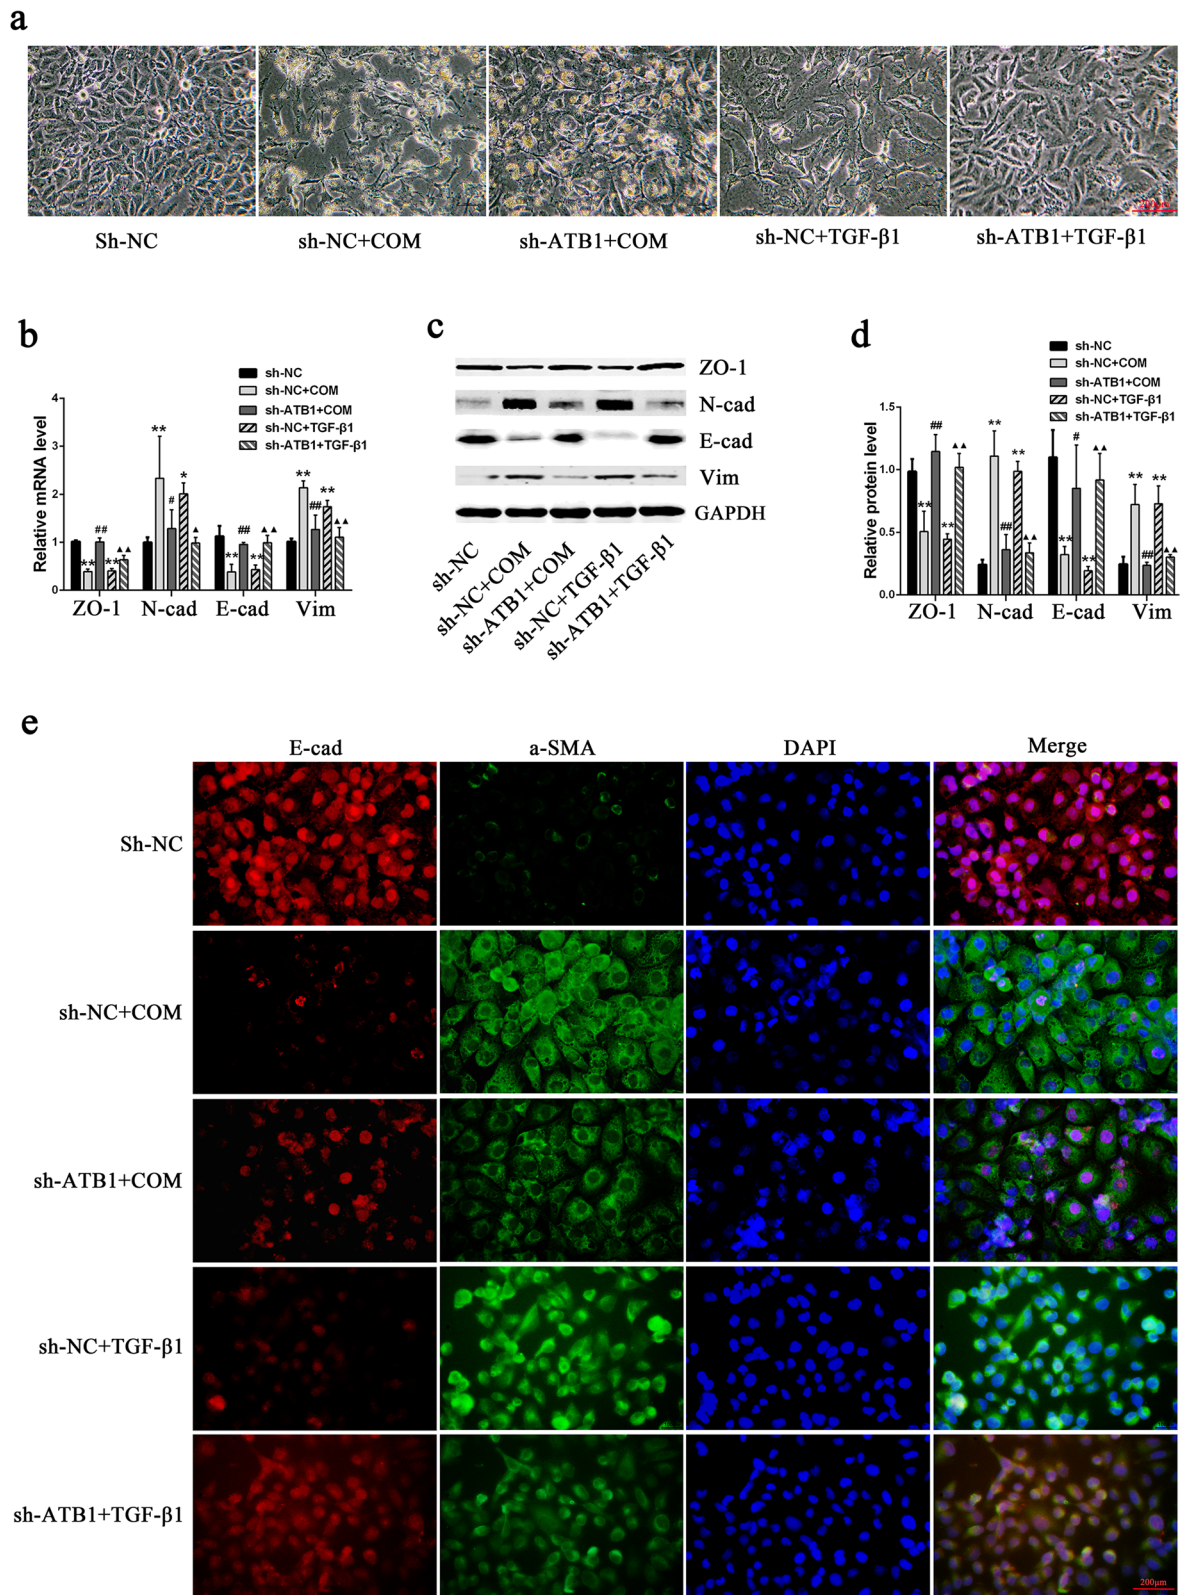 a
200μm
Sh-NC
sh-NC+COM
sh-ATB1+COM
sh-NC+TGF-β1
sh-ATB1+TGF-β1
b
Relative mRNA level
4
3
2
1
0
sh-NC
sh-NC+COM
sh-ATB1+COM
sh-NC+TGF-β1
sh-ATB1+TGF-β1
** ## ** ▲▲
** # * ▲
** ## ** ▲▲
** ## ** ▲▲
ZO-1
N-cad
E-cad
Vim
c
ZO-1
N-cad
E-cad
Vim
GAPDH
sh-NC
sh-NC+COM
sh-ATB1+COM
sh-NC+TGF-β1
sh-ATB1+TGF-β1
d
Relative protein level
1.5
1.0
0.5
0.0
sh-NC
sh-NC+COM
sh-ATB1+COM
sh-NC+TGF-β1
sh-ATB1+TGF-β1
** ## ** ▲▲
** ## ** ▲▲
** # ** ▲▲
** ## ** ▲▲
ZO-1
N-cad
E-cad
Vim
e
E-cad
a-SMA
DAPI
Merge
Sh-NC
sh-NC+COM
sh-ATB1+COM
sh-NC+TGF-β1
sh-ATB1+TGF-β1
200μm